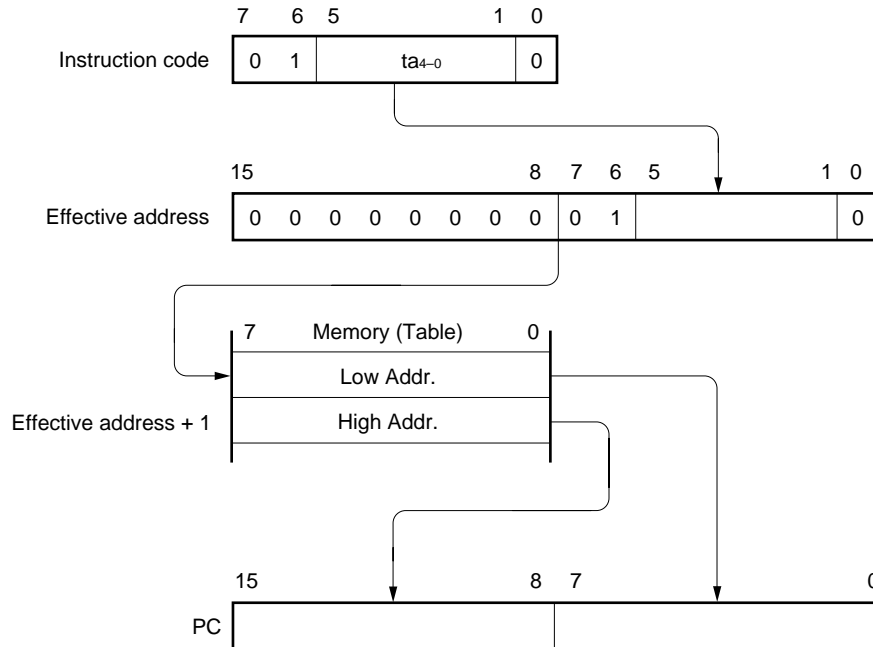 7 6 5 1 0
Instruction code 0 1 ta4–0 0
15 8 7 6 5 1 0
Effective address 0 0 0 0 0 0 0 0 0 1 0
7 Memory (Table) 0
Low Addr.
Effective address + 1 High Addr.
15 8 7 0
PC